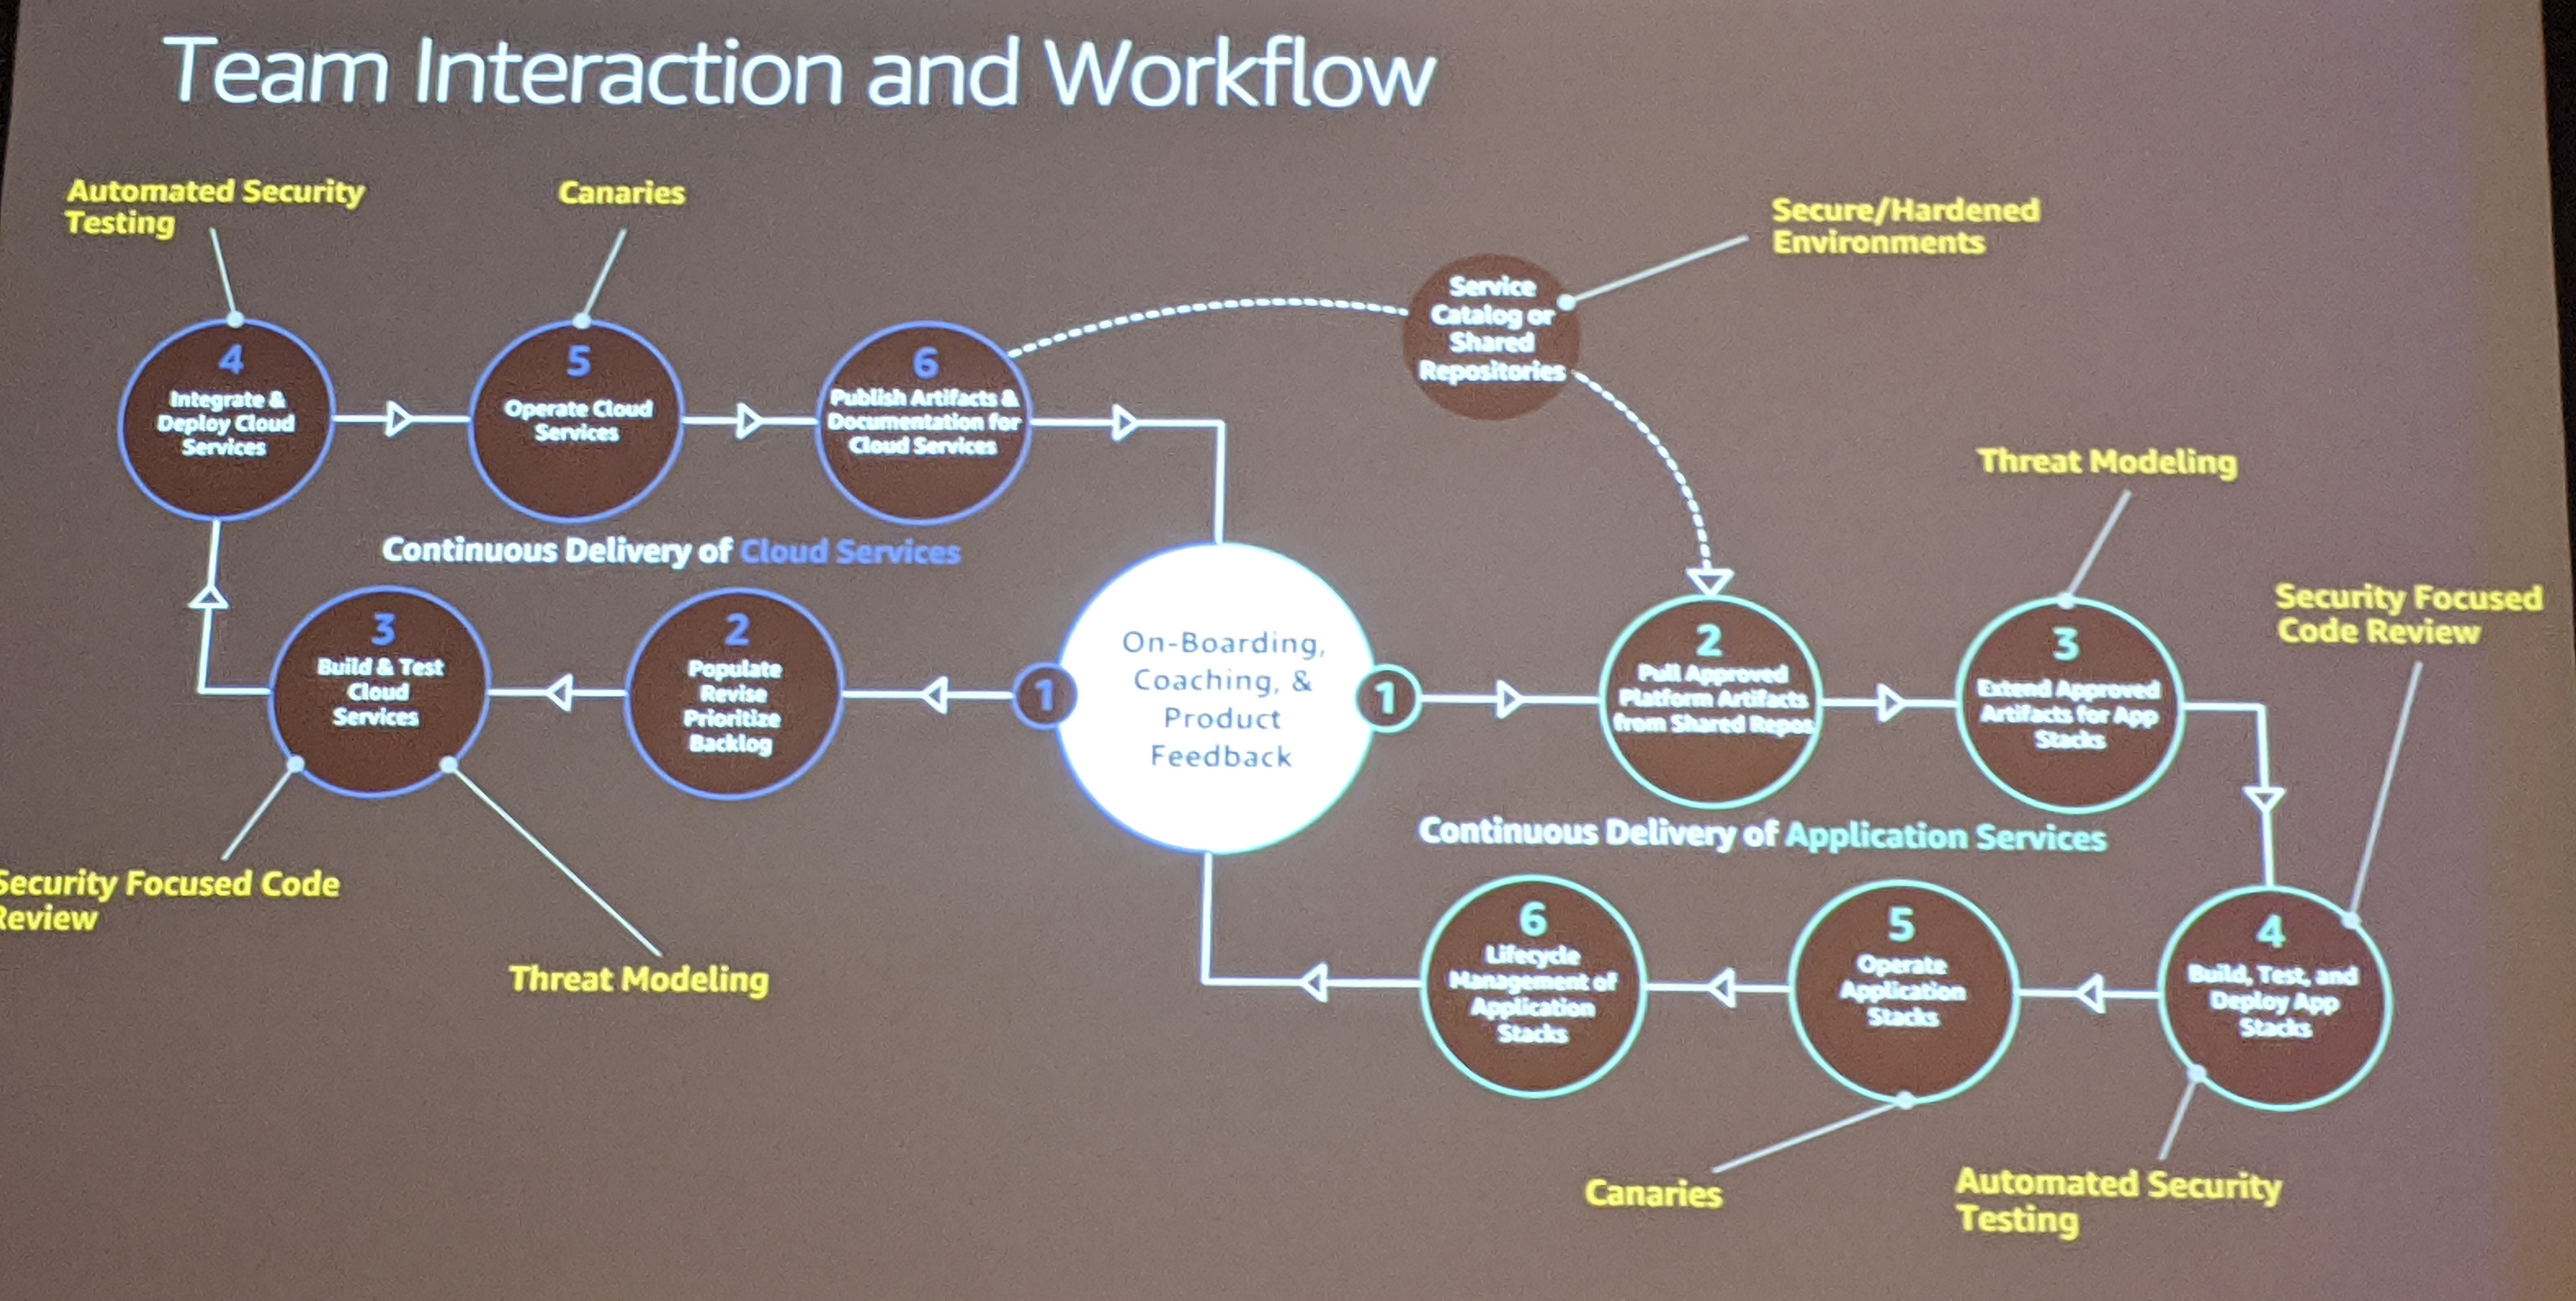 Team Interaction and Workflow
Automated Security
Testing
Canaries
Secure/Hardened
Environments
4
Integrate &
Deploy Cloud
Services
5
Operate Cloud
Services
6
Publish Artifacts &
Documentation for
Cloud Services
Service
Catalog or
Shared
Repositories
Threat Modeling
Security Focused
Code Review
Continuous Delivery of Cloud Services
3
Build & Test
Cloud
Services
2
Populate
Revise
Prioritize
Backlog
1
On-Boarding,
Coaching, &
Product
Feedback
1
2
Pull Approved
Platform Artifacts
from Shared Repos
3
Extend Approved
Artifacts for App
Stacks
Continuous Delivery of Application Services
Security Focused Code
Review
Threat Modeling
6
Lifecycle
Management of
Application
Stacks
5
Operate
Application
Stacks
4
Build, Test, and
Deploy App
Stacks
Canaries
Automated Security
Testing